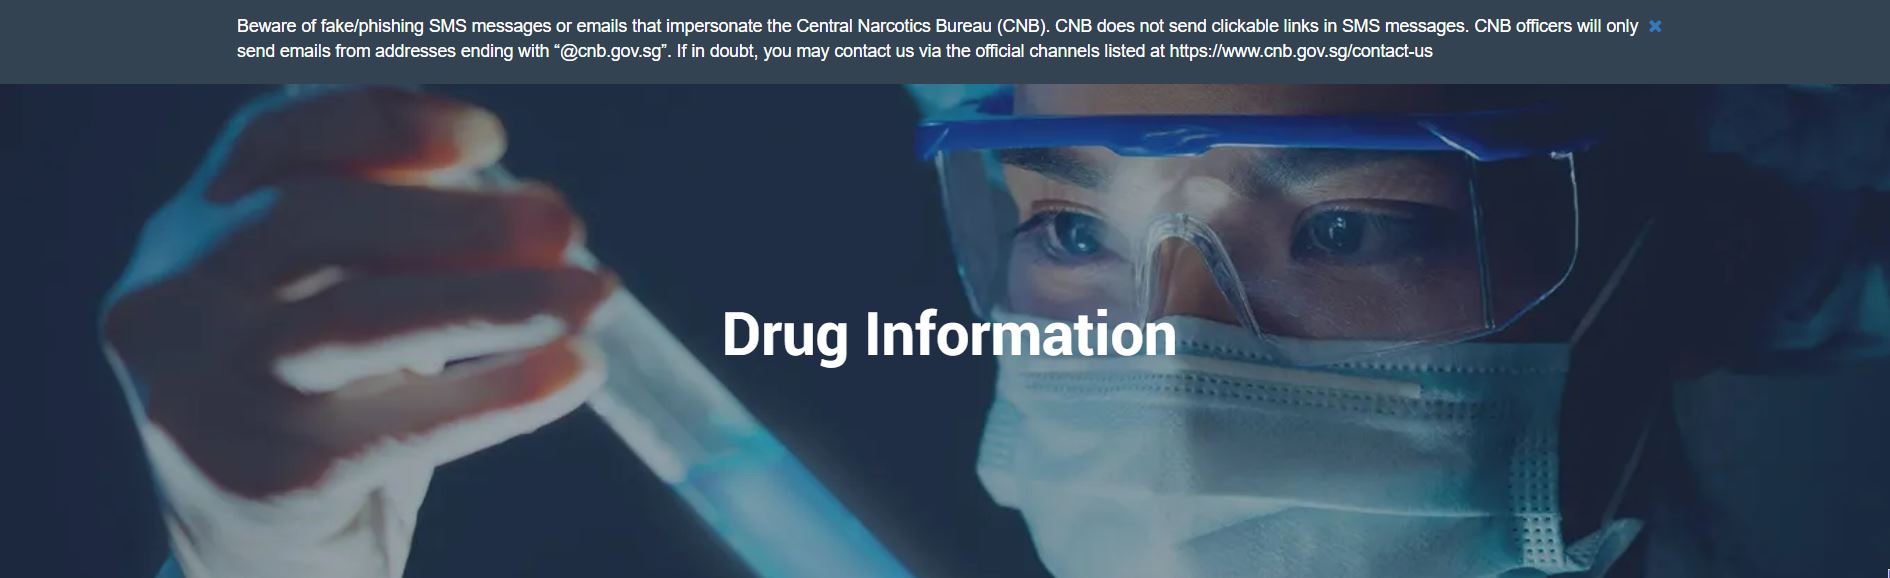 Beware of fake/phishing SMS messages or emails that impersonate the Central Narcotics Bureau (CNB). CNB does not send clickable links in SMS messages. CNB officers will only
send emails from addresses ending with “@cnb.gov.sg”. If in doubt, you may contact us via the official channels listed at https://www.cnb.gov.sg/contact-us
Drug Information